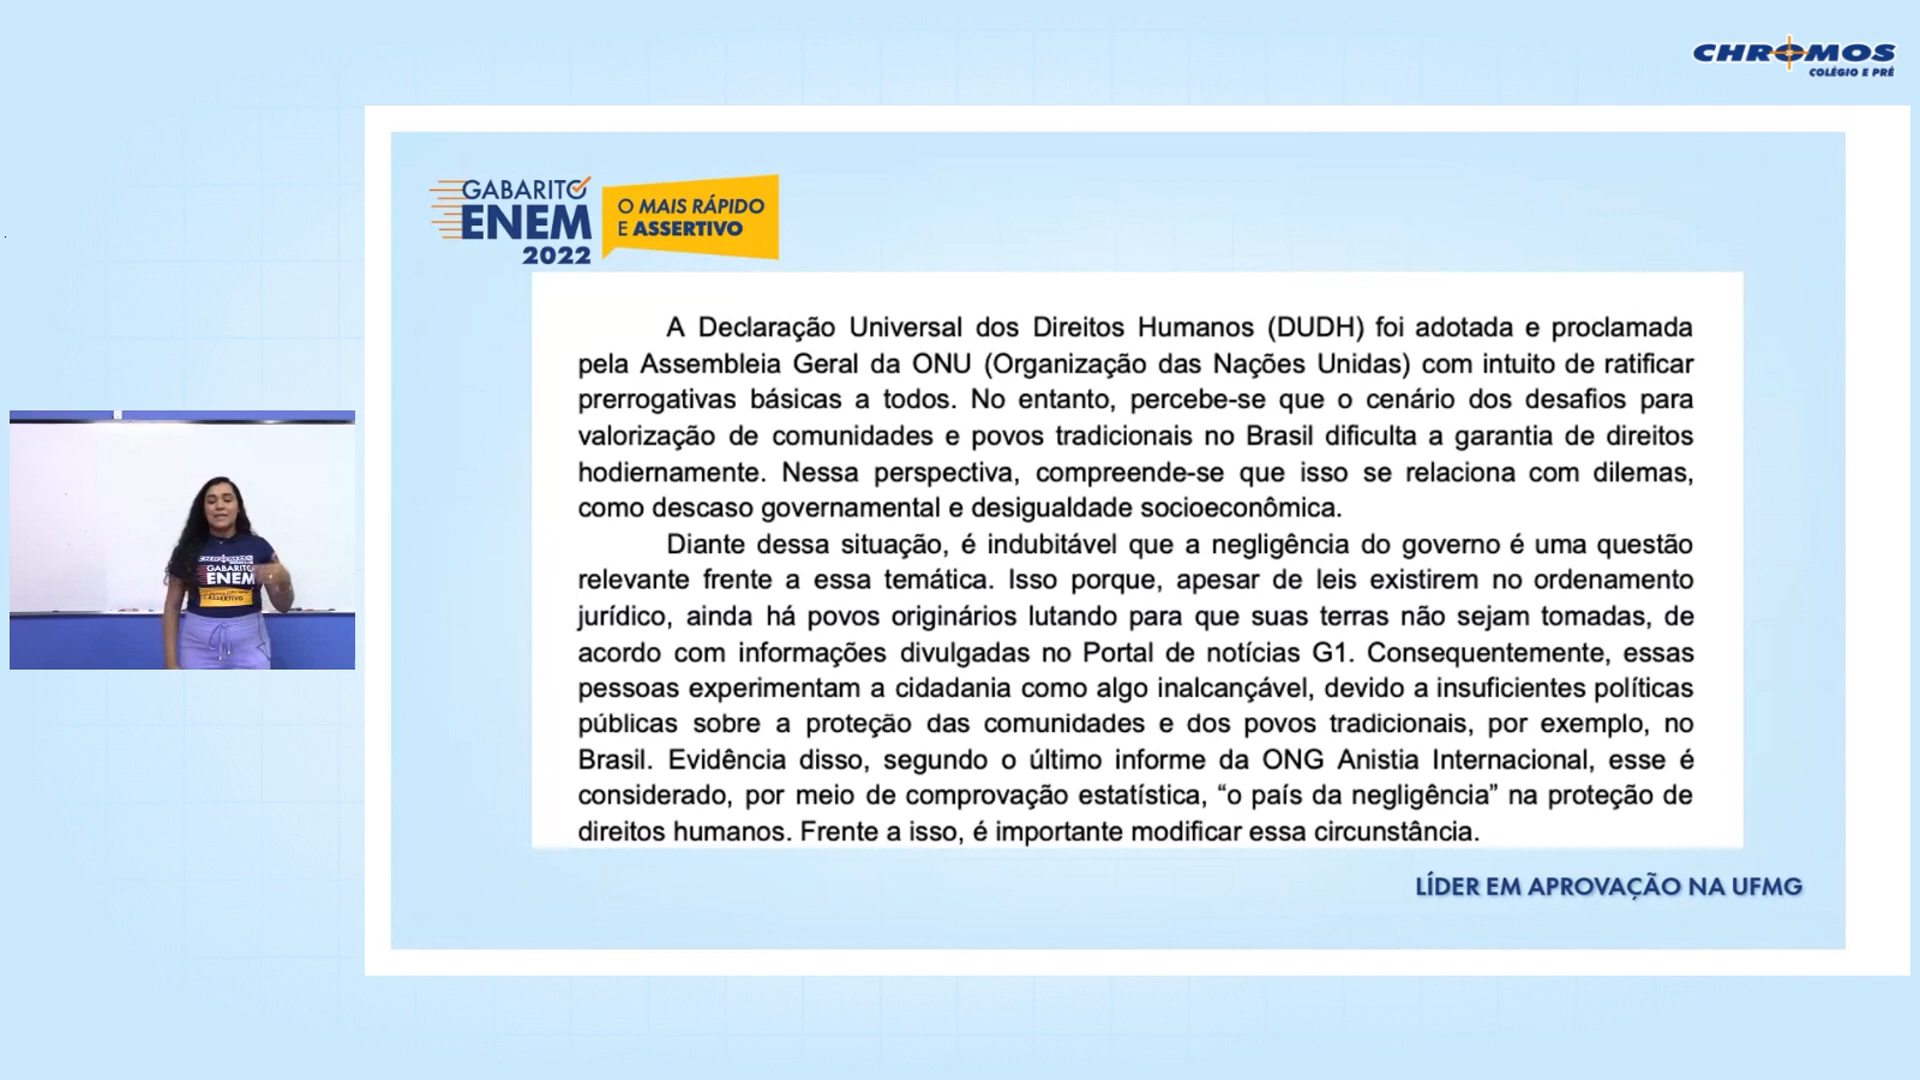 CHROMOS
COLÉGIO E PRÉ
GABARITO
ENEM
2022
O MAIS RÁPIDO
E ASSERTIVO
A Declaração Universal dos Direitos Humanos (DUDH) foi adotada e proclamada
pela Assembleia Geral da ONU (Organização das Nações Unidas) com intuito de ratificar
prerrogativas básicas a todos. No entanto, percebe-se que o cenário dos desafios para
valorização de comunidades e povos tradicionais no Brasil dificulta a garantia de direitos
hodiernamente. Nessa perspectiva, compreende-se que isso se relaciona com dilemas,
como descaso governamental e desigualdade socioeconômica.
Diante dessa situação, é indubitável que a negligência do governo é uma questão
relevante frente a essa temática. Isso porque, apesar de leis existirem no ordenamento
jurídico, ainda há povos originários lutando para que suas terras não sejam tomadas, de
acordo com informações divulgadas no Portal de notícias G1. Consequentemente, essas
pessoas experimentam a cidadania como algo inalcançável, devido a insuficientes políticas
públicas sobre a proteção das comunidades e dos povos tradicionais, por exemplo, no
Brasil. Evidência disso, segundo o último informe da ONG Anistia Internacional, esse é
considerado, por meio de comprovação estatística, “o país da negligência” na proteção de
direitos humanos. Frente a isso, é importante modificar essa circunstância.
LÍDER EM APROVAÇÃO NA UFMG
CHROMOS
GABARITO
ENEM
E ASSERTIVO